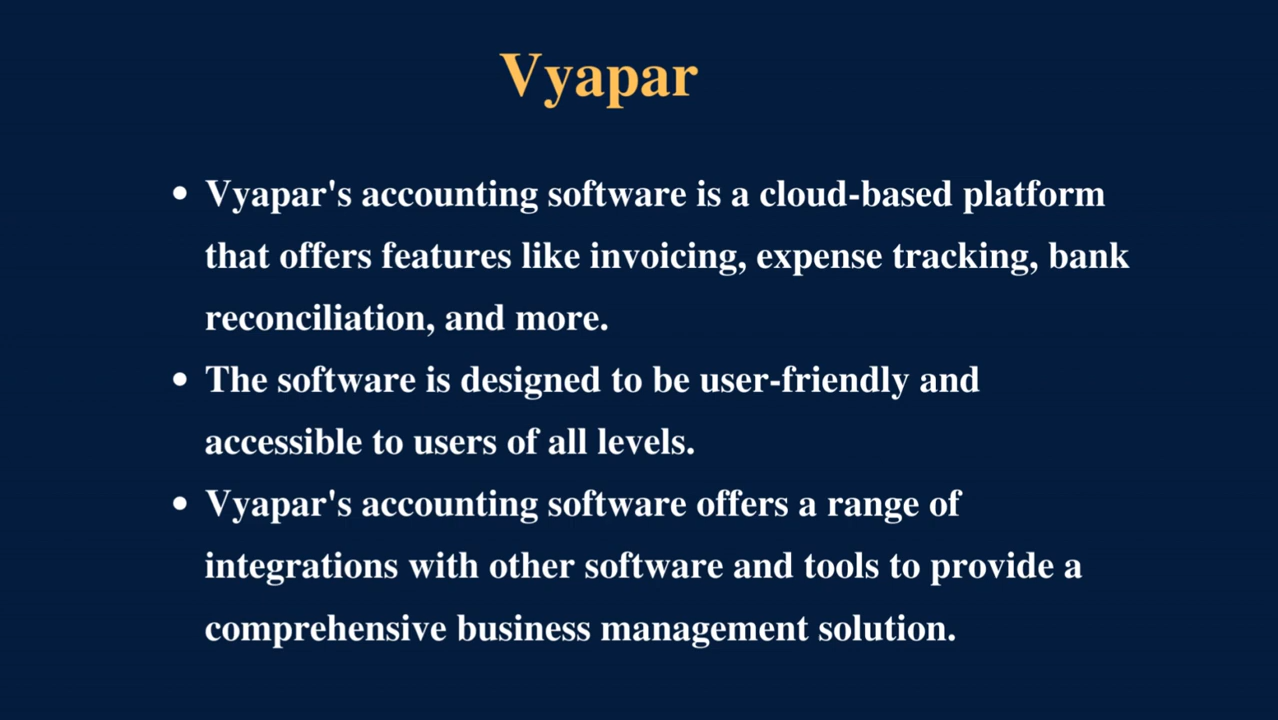 Vyapar
• Vyapar's accounting software is a cloud-based platform
that offers features like invoicing, expense tracking, bank
reconciliation, and more.
• The software is designed to be user-friendly and
accessible to users of all levels.
• Vyapar's accounting software offers a range of
integrations with other software and tools to provide a
comprehensive business management solution.